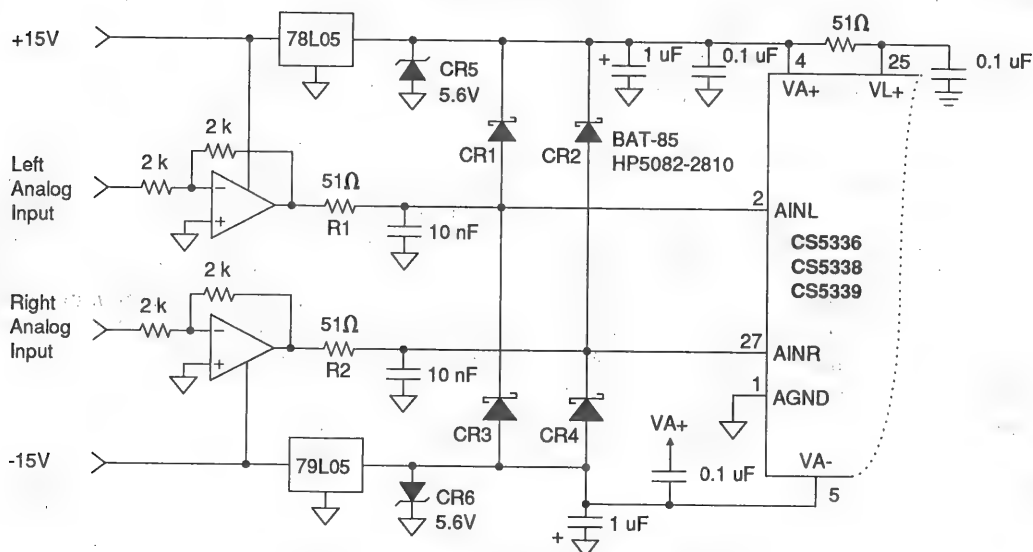 +15V
78L05
CR5
5.6V
+
1 uF
0.1 uF
51Ω
4
VA+
25
VL+
0.1 uF
CR1
CR2
BAT-85
HP5082-2810
Left
Analog
Input
2 k
2 k
−
+
51Ω
R1
10 nF
2
AINL
CS5336
CS5338
CS5339
Right
Analog
Input
2 k
2 k
−
+
51Ω
R2
10 nF
27
AINR
1
AGND
CR3
CR4
VA+
0.1 uF
VA-
5
-15V
79L05
CR6
5.6V
+
1 uF